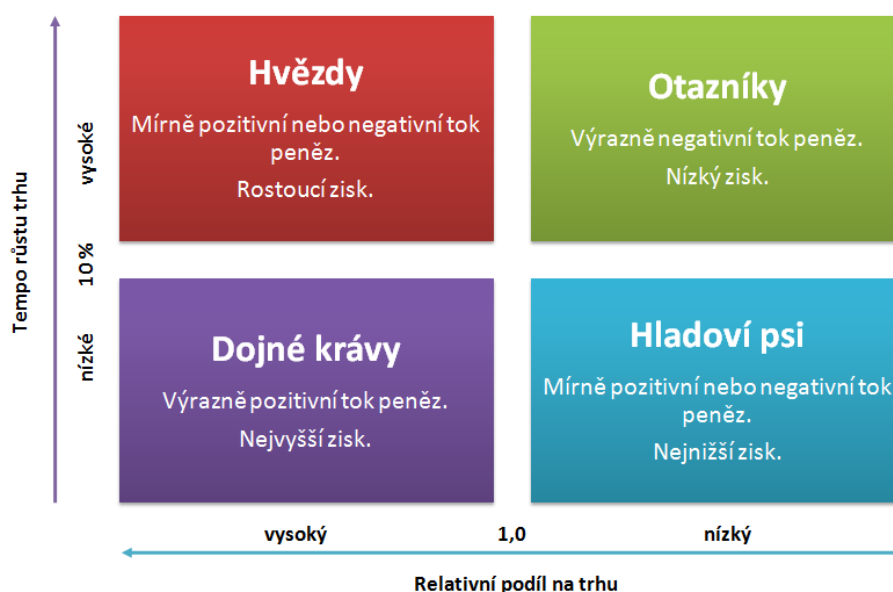 Tempo růstu trhu
vysoké
10 %
nízké
Hvězdy
Mírně pozitivní nebo negativní tok
peněz.
Rostoucí zisk.
Otazníky
Výrazně negativní tok peněz.
Nízký zisk.
Dojné krávy
Výrazně pozitivní tok peněz.
Nejvyšší zisk.
Hladoví psi
Mírně pozitivní nebo negativní tok
peněz.
Nejnižší zisk.
vysoký
1,0
nízký
Relativní podíl na trhu